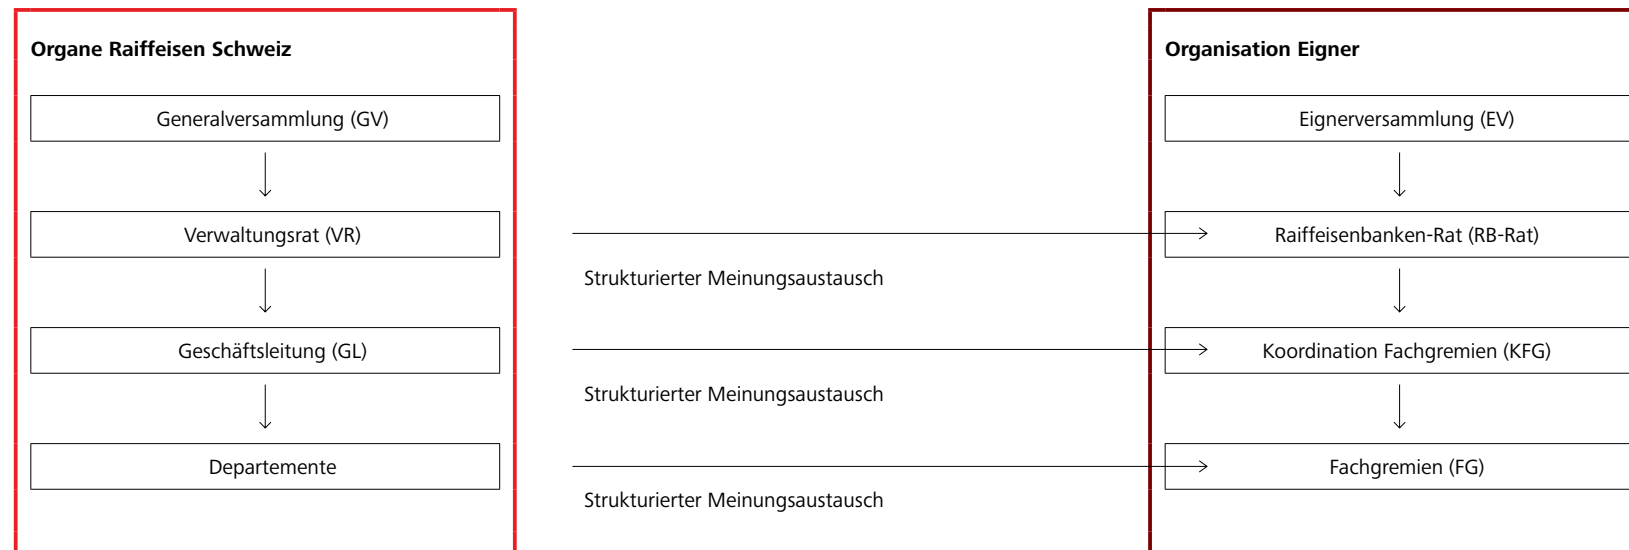 Organe Raiffeisen Schweiz
Organisation Eigner
Generalversammlung (GV)
Eignerversammlung (EV)
Verwaltungsrat (VR)
Raiffeisenbanken-Rat (RB-Rat)
Strukturierter Meinungsaustausch
Geschäftsleitung (GL)
Koordination Fachgremien (KFG)
Strukturierter Meinungsaustausch
Departemente
Fachgremien (FG)
Strukturierter Meinungsaustausch